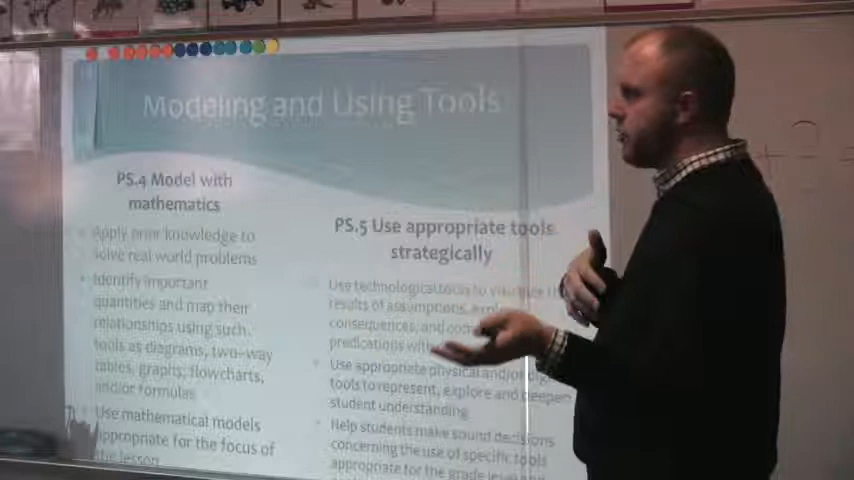 Modeling and Using Tools
PS.4 Model with
mathematics
Apply prior knowledge to
solve real world problems
Identify important
quantities and map their
relationships using such
tools as diagrams, two-way
tables, graphs, flowcharts,
and/or formulas
Use mathematical models
appropriate for the focus of
the lesson
PS.5 Use appropriate tools
strategically
Use technological tools to visualize
results of assumptions,
consequences, and
predications
Use appropriate physical and/or
tools to represent, explore and deepen
student understanding
Help students make sound decisions
concerning the use of specific tools
appropriate for the grade level